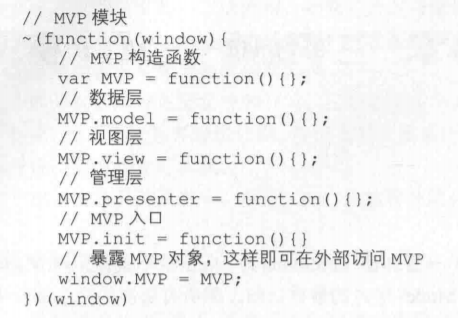 // MVP 模块
~(function(window){
// MVP 构造函数
var MVP = function(){};
// 数据层
MVP.model = function(){};
// 视图层
MVP.view = function(){};
// 管理层
MVP.presenter = function(){};
// MVP 入口
MVP.init = function(){}
// 暴露 MVP 对象，这样即可在外部访问 MVP
window.MVP = MVP;
})(window)